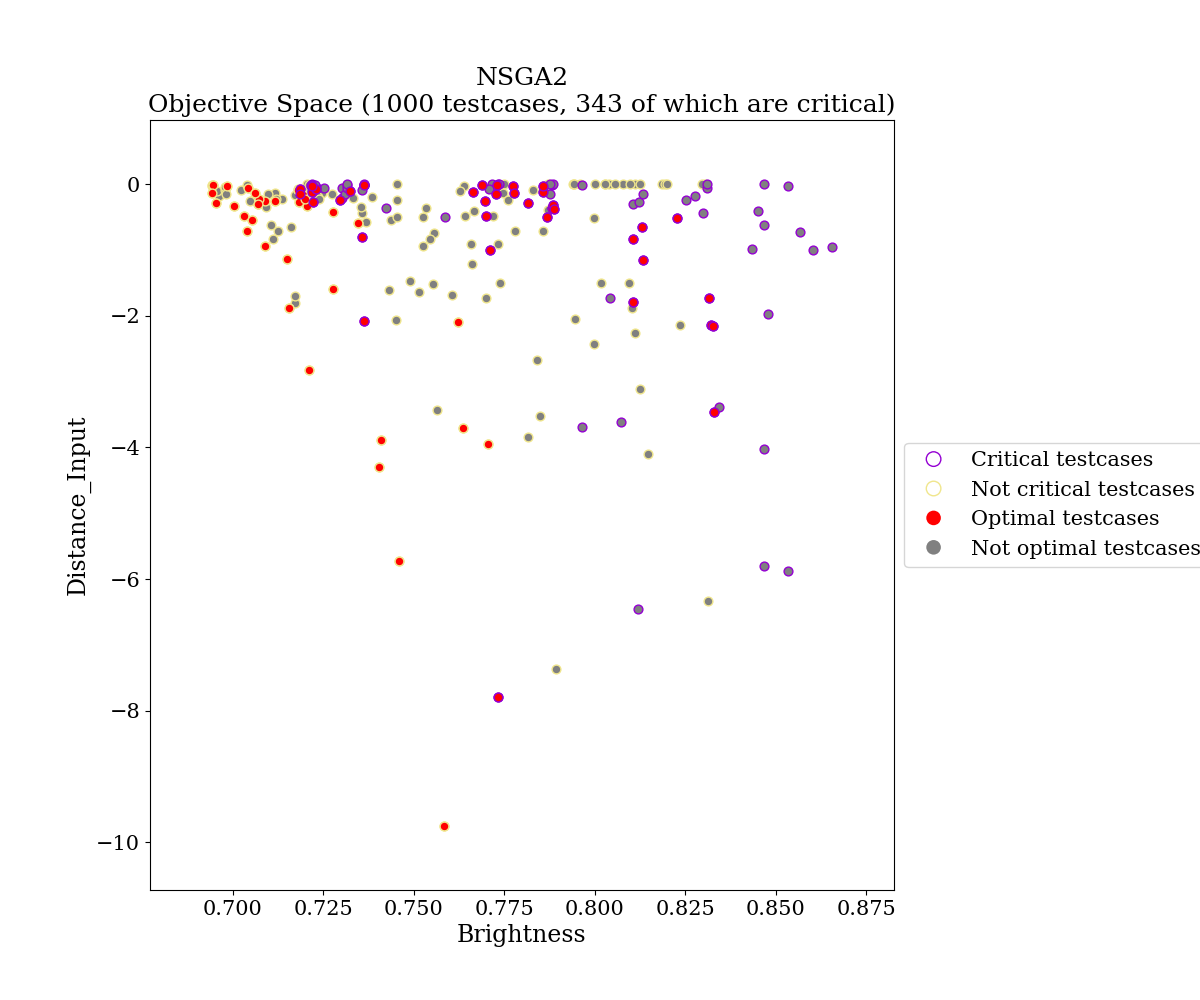 NSGA2
Objective Space (1000 testcases, 343 of which are critical)
0
−2
−4
−6
−8
−10
Distance_Input
0.700 0.725 0.750 0.775 0.800 0.825 0.850 0.875
Brightness
Critical testcases
Not critical testcases
Optimal testcases
Not optimal testcases